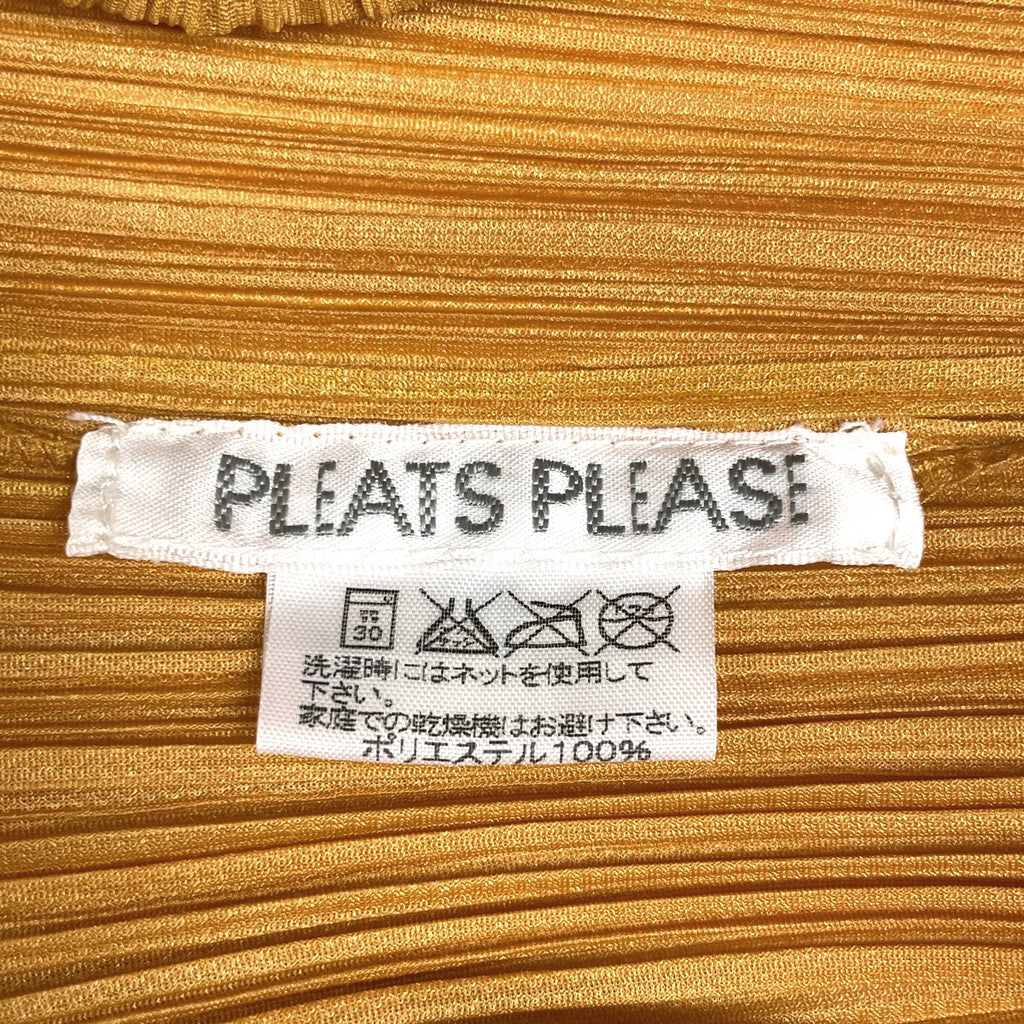 PLEATS PLEASE
30
洗濯時にはネットを使用して
下さい。
家庭での乾燥機はお避け下さい。
ポリエステル100%